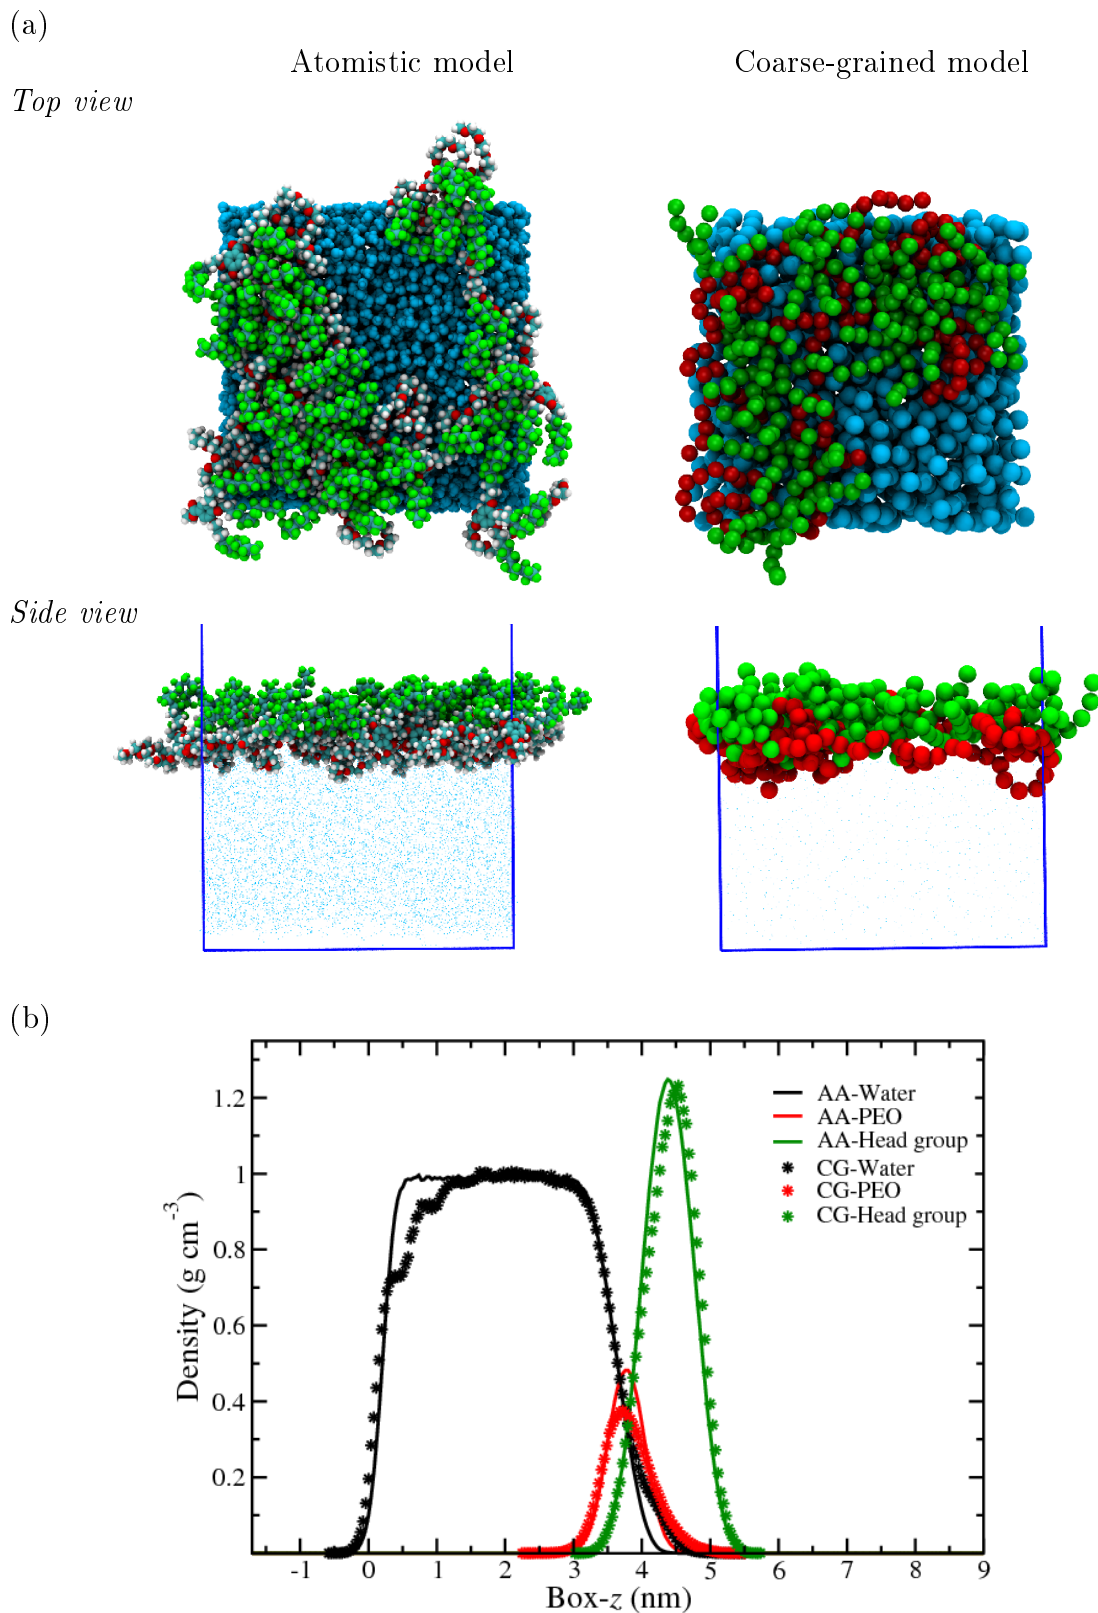 (a)
Atomistic model Coarse-grained model
Top view
Side view
(b)
1.2
1
0.8
0.6
0.4
0.2
Density (g cm⁻³)
AA-Water
AA-PEO
AA-Head group
CG-Water
CG-PEO
CG-Head group
-1 0 1 2 3 4 5 6 7 8 9
Box-z (nm)